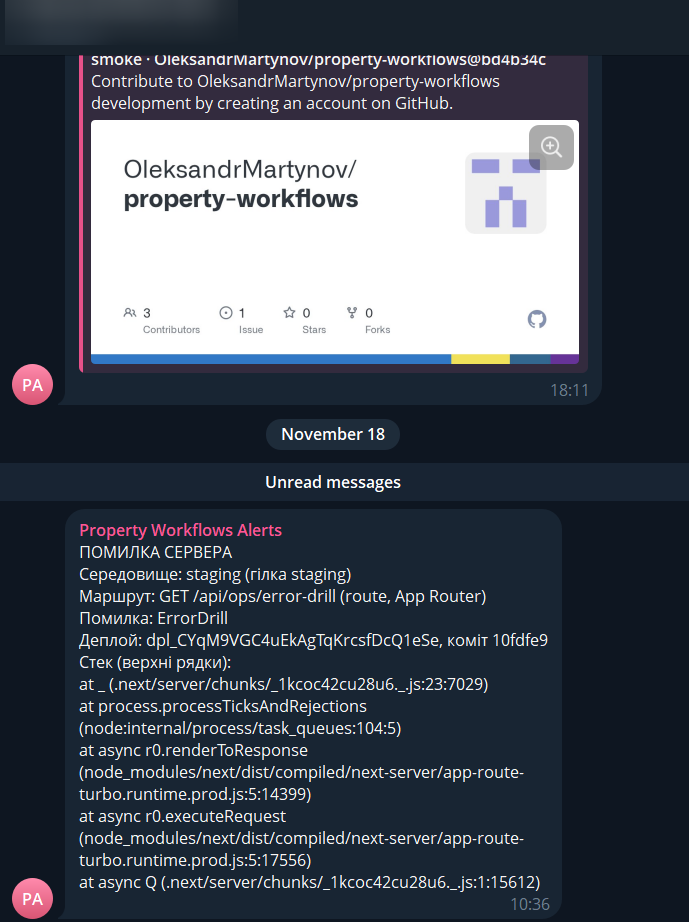 smoke · OleksandrMartynov/property-workflows@bd4b34c
Contribute to OleksandrMartynov/property-workflows
development by creating an account on GitHub.
OleksandrMartynov/
property-workflows
3
Contributors
1
Issue
0
Stars
0
Forks
PA
18:11
November 18
Unread messages
Property Workflows Alerts
ПОМИЛКА СЕРВЕРА
Середовище: staging (гілка staging)
Маршрут: GET /api/ops/error-drill (route, App Router)
Помилка: ErrorDrill
Деплой: dpl_CYqM9VGC4uEkAgTqKrcsfDcQ1eSe, коміт 10fdfe9
Стек (верхні рядки):
at _ (.next/server/chunks/_1kcoc42cu28u6._.js:23:7029)
at process.processTicksAndRejections
(node:internal/process/task_queues:104:5)
at async r0.renderToResponse
(node_modules/next/dist/compiled/next-server/app-route-
turbo.runtime.prod.js:5:14399)
at async r0.executeRequest
(node_modules/next/dist/compiled/next-server/app-route-
turbo.runtime.prod.js:5:17556)
at async Q (.next/server/chunks/_1kcoc42cu28u6._.js:1:15612)
PA
10:36